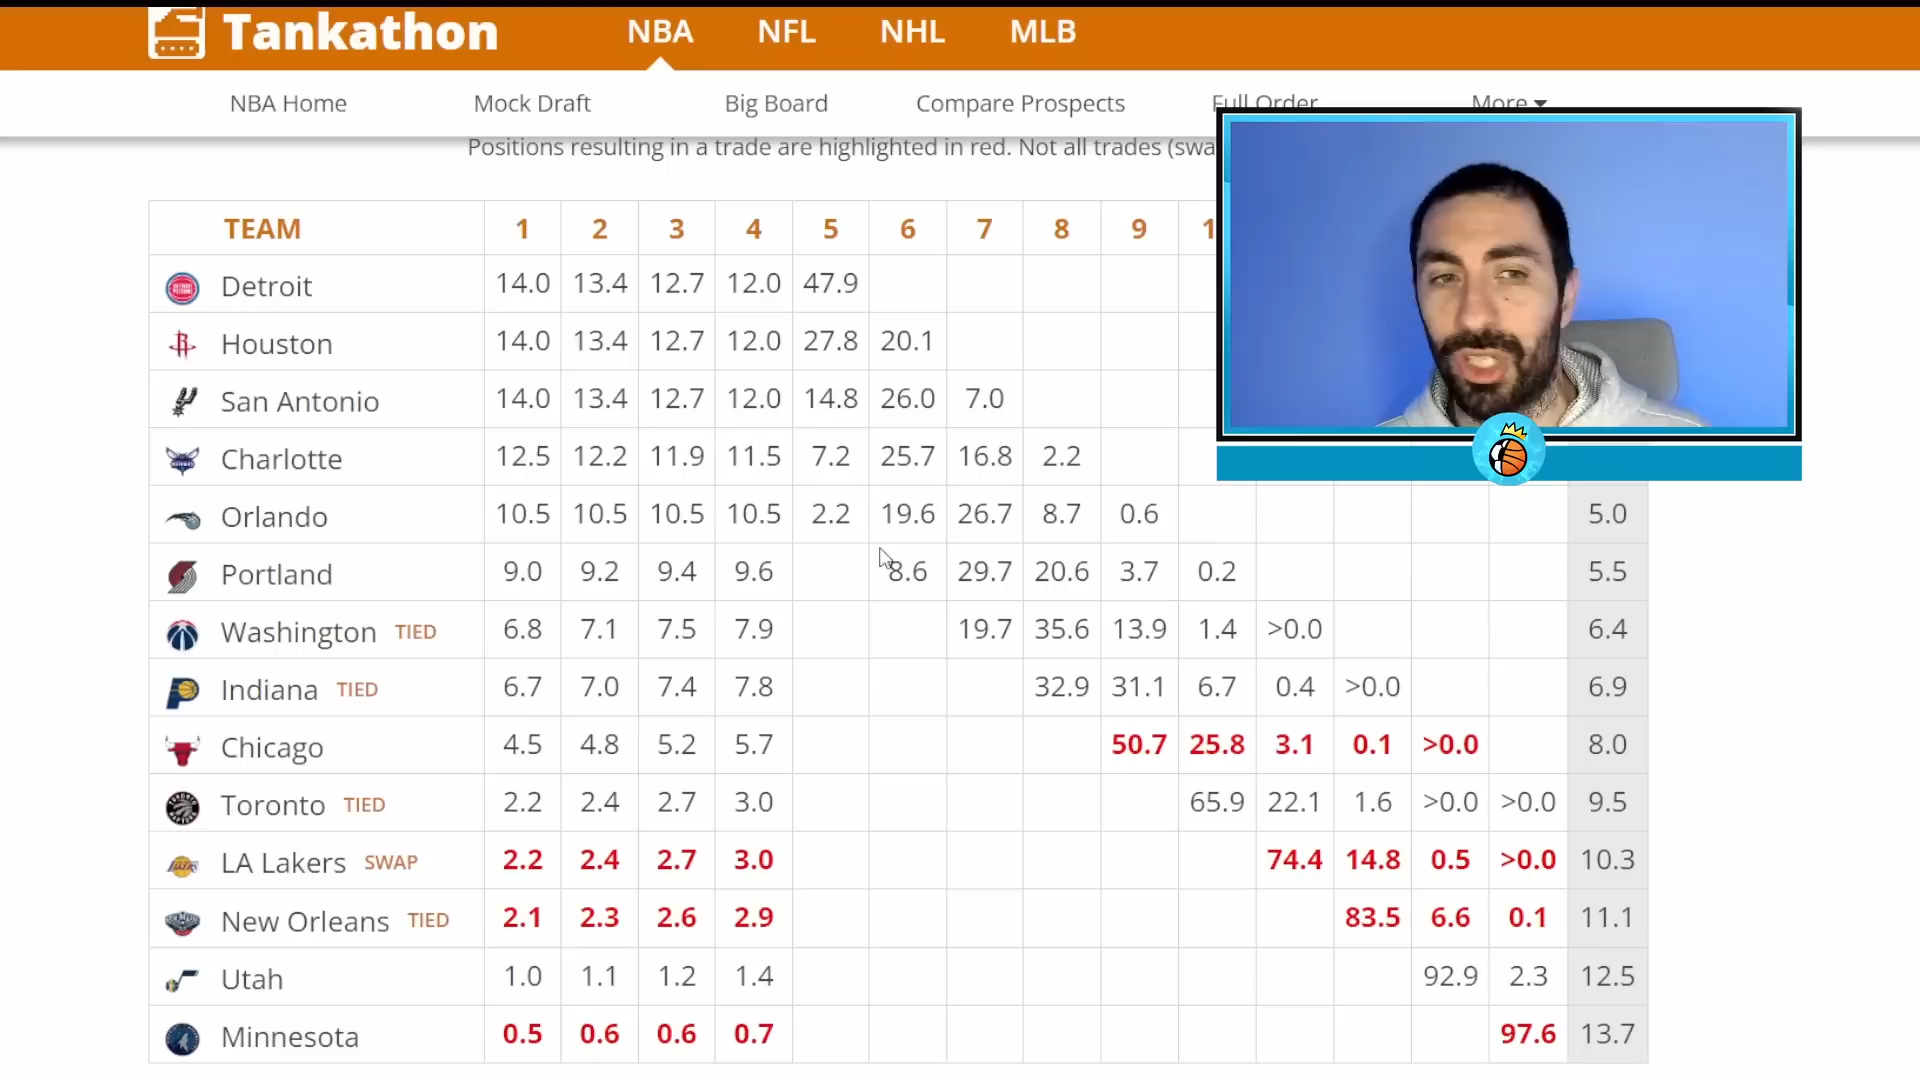 Tankathon NBA NFL NHL MLB
NBA Home Mock Draft Big Board Compare Prospects Full Order More
Positions resulting in a trade are highlighted in red. Not all trades (swa
TEAM 1 2 3 4 5 6 7 8 9 1
Detroit 14.0 13.4 12.7 12.0 47.9
Houston 14.0 13.4 12.7 12.0 27.8 20.1
San Antonio 14.0 13.4 12.7 12.0 14.8 26.0 7.0
Charlotte 12.5 12.2 11.9 11.5 7.2 25.7 16.8 2.2
Orlando 10.5 10.5 10.5 10.5 2.2 19.6 26.7 8.7 0.6 5.0
Portland 9.0 9.2 9.4 9.6 8.6 29.7 20.6 3.7 0.2 5.5
Washington TIED 6.8 7.1 7.5 7.9 19.7 35.6 13.9 1.4 >0.0 6.4
Indiana TIED 6.7 7.0 7.4 7.8 32.9 31.1 6.7 0.4 >0.0 6.9
Chicago 4.5 4.8 5.2 5.7 50.7 25.8 3.1 0.1 >0.0 8.0
Toronto TIED 2.2 2.4 2.7 3.0 65.9 22.1 1.6 >0.0 >0.0 9.5
LA Lakers SWAP 2.2 2.4 2.7 3.0 74.4 14.8 0.5 >0.0 10.3
New Orleans TIED 2.1 2.3 2.6 2.9 83.5 6.6 0.1 11.1
Utah 1.0 1.1 1.2 1.4 92.9 2.3 12.5
Minnesota 0.5 0.6 0.6 0.7 97.6 13.7